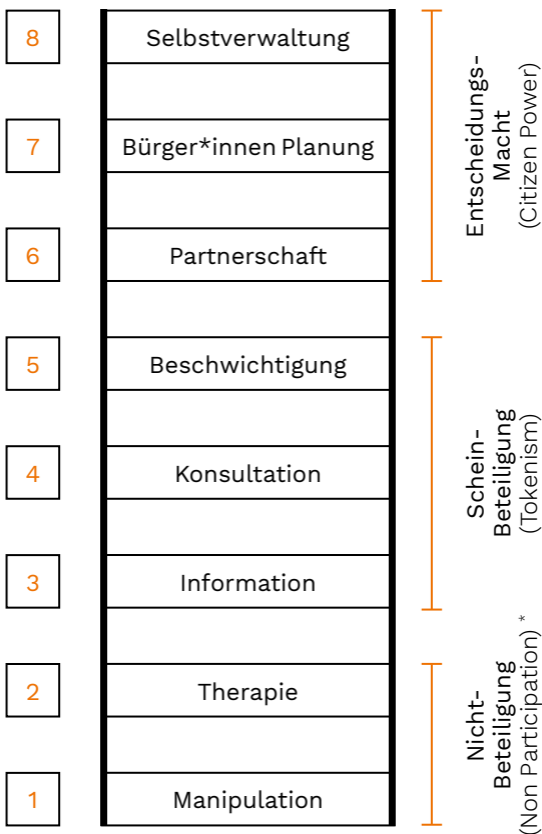 8 Selbstverwaltung
7 Bürger*innen Planung
6 Partnerschaft
Entscheidungs-
Macht
(Citizen Power)
5 Beschwichtigung
4 Konsultation
3 Information
Schein-
Beteiligung
(Tokenism)
2 Therapie
1 Manipulation
Nicht-
Beteiligung
(Non Participation) *